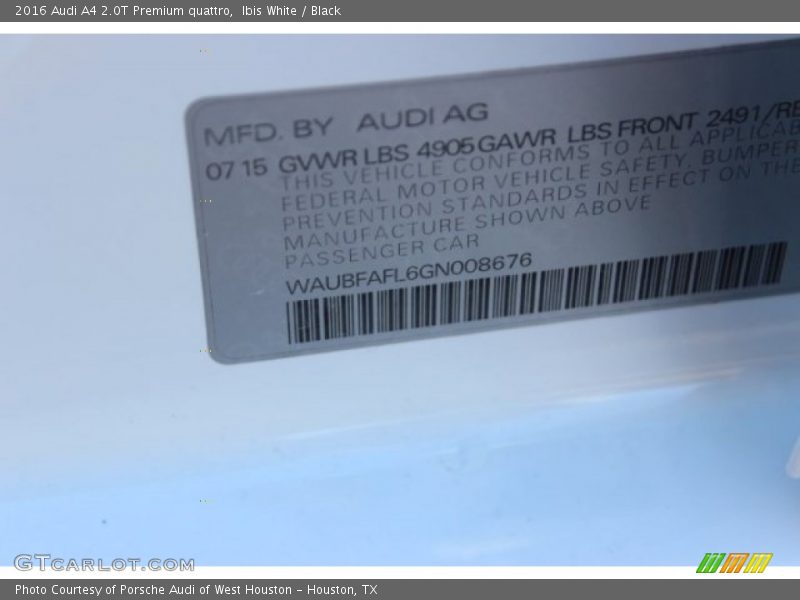 2016 Audi A4 2.0T Premium quattro, Ibis White / Black
MFD. BY AUDI AG
07 15 GVWR LBS 4905 GAWR LBS FRONT 2491/RE
THIS VEHICLE CONFORMS TO ALL APPLICAB
FEDERAL MOTOR VEHICLE SAFETY, BUMPER
PREVENTION STANDARDS IN EFFECT ON THE
MANUFACTURE SHOWN ABOVE
PASSENGER CAR
WAU8FAFL6GN008676
GTCARLOT.COM
Photo Courtesy of Porsche Audi of West Houston – Houston, TX